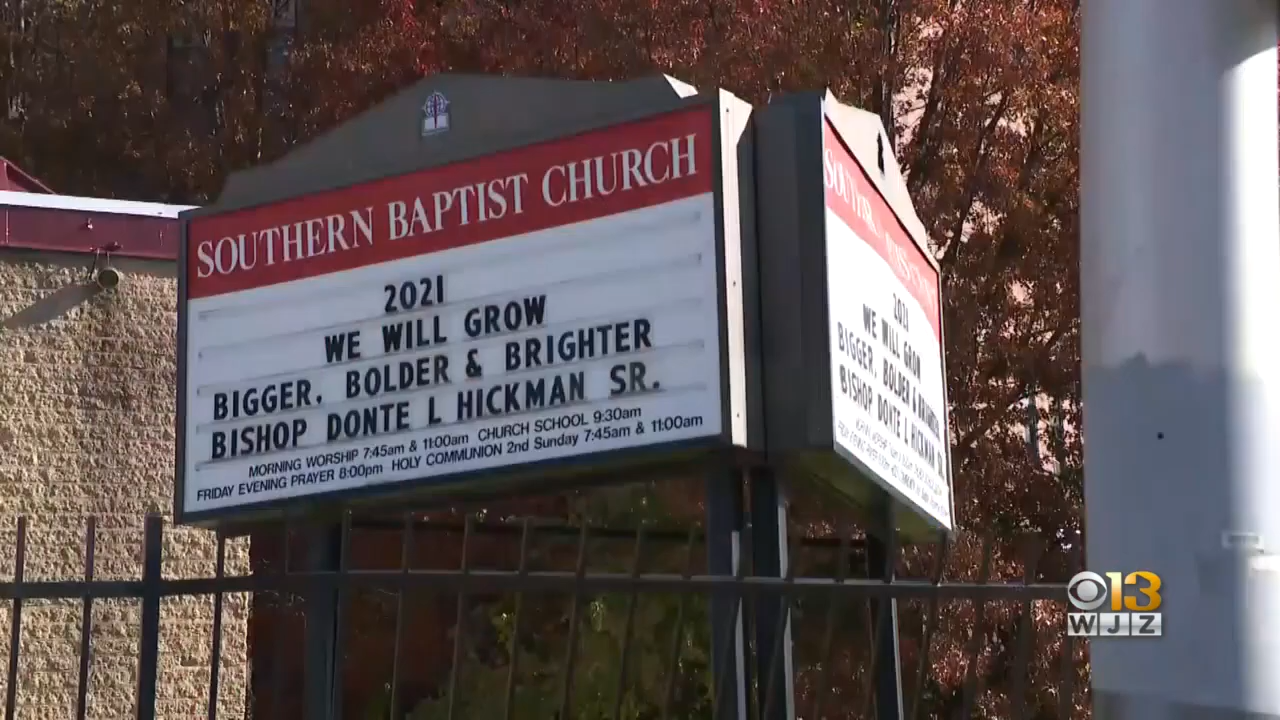 SOUTHERN BAPTIST CHURCH
2021
WE WILL GROW
BIGGER, BOLDER & BRIGHTER
BISHOP DONTE L HICKMAN SR.
MORNING WORSHIP 7:45am & 11:00am CHURCH SCHOOL 9:30am
FRIDAY EVENING PRAYER 8:00pm HOLY COMMUNION 2nd Sunday 7:45am & 11:00am
2021
WE WILL GROW
BIGGER, BOLDER & BRIGHTER
BISHOP DONTE L HICKMAN SR.
13
WJZ